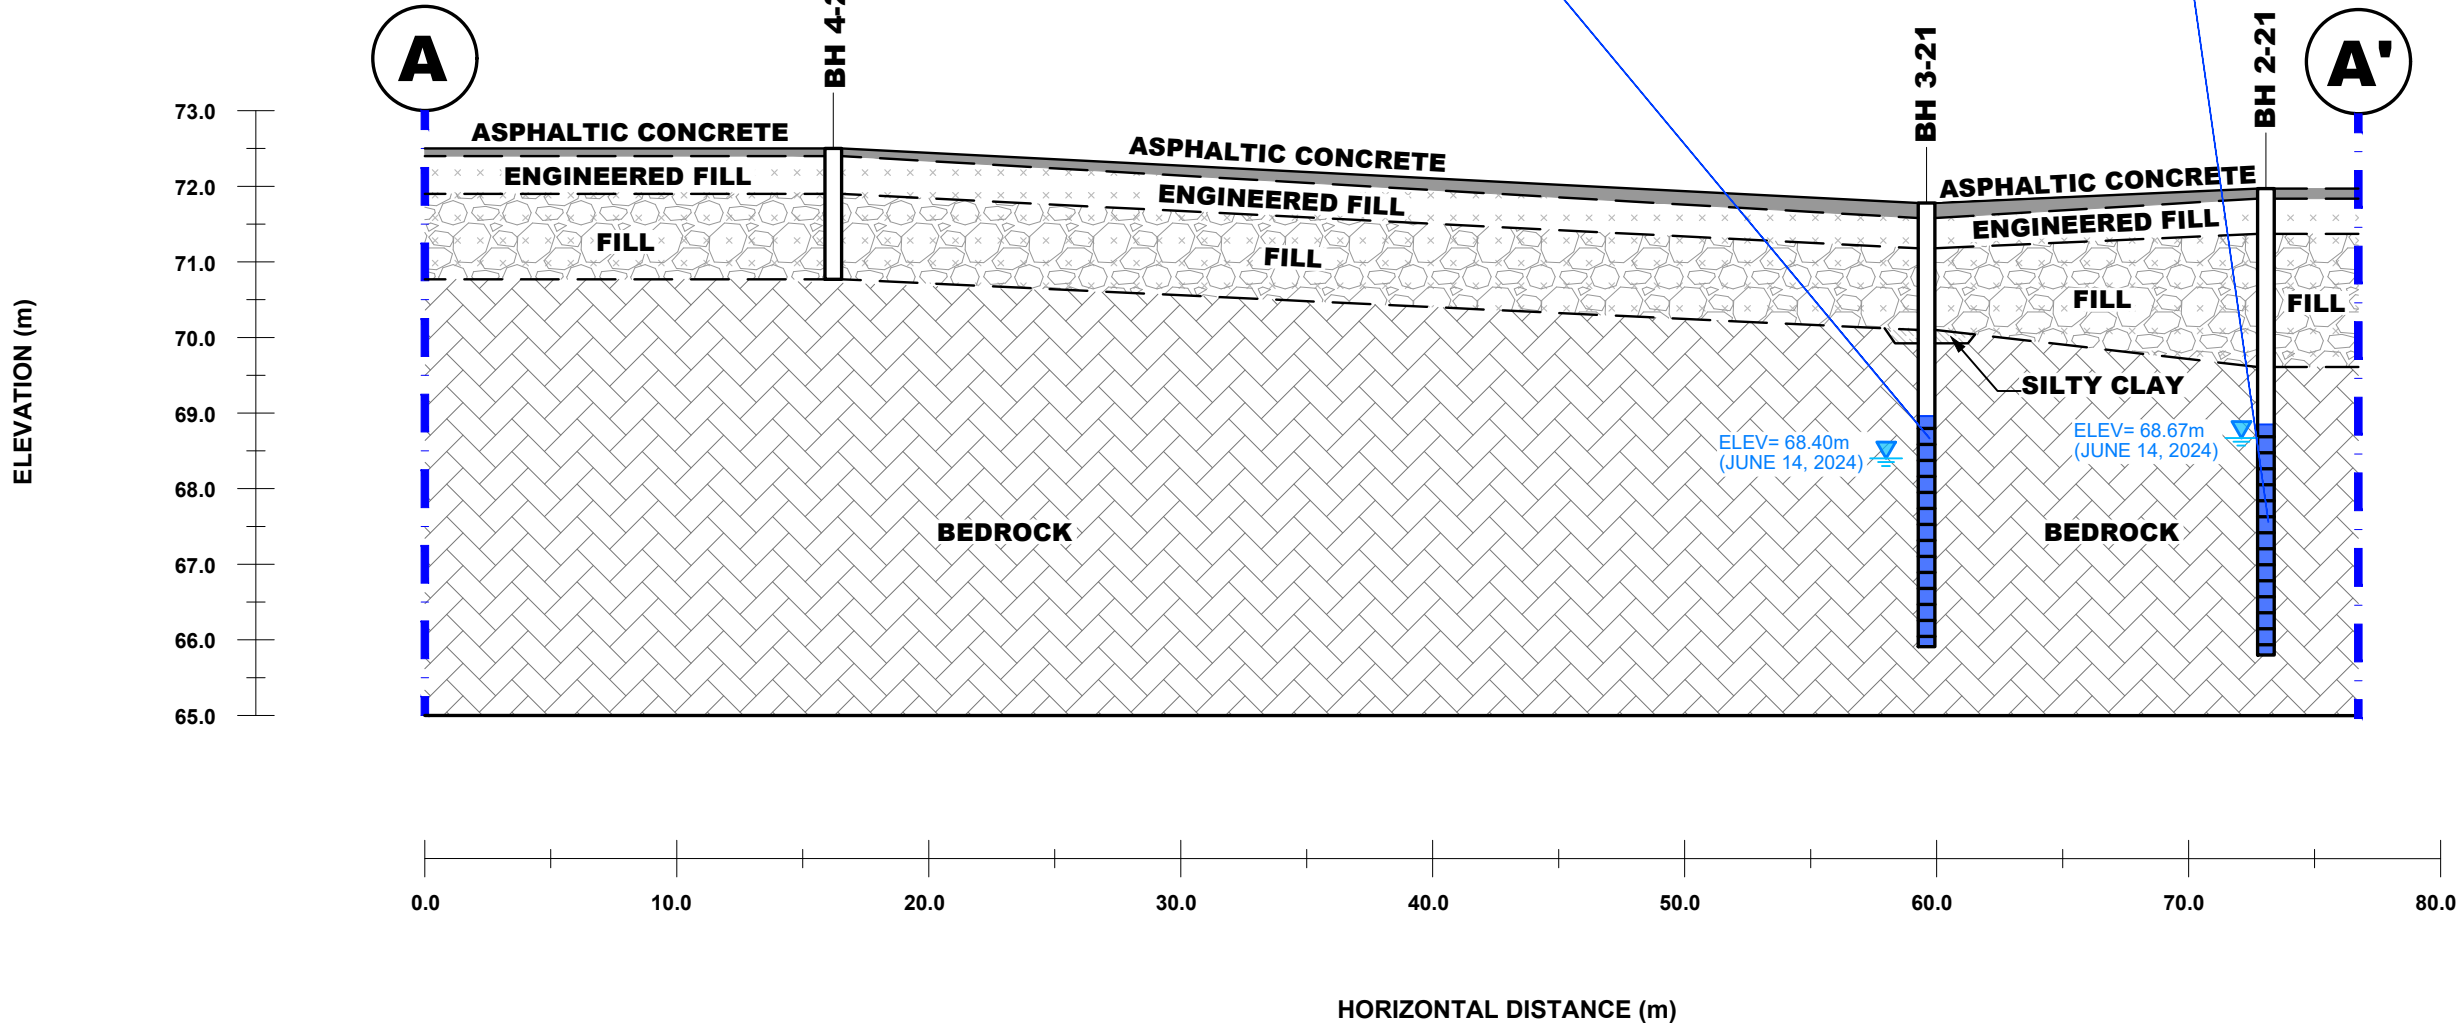 A
BH 4-2
BH 3-21
BH 2-21
A'
73.0
72.0
71.0
70.0
69.0
68.0
67.0
66.0
65.0
ELEVATION (m)
ASPHALTIC CONCRETE
ENGINEERED FILL
FILL
ASPHALTIC CONCRETE
ENGINEERED FILL
FILL
ASPHALTIC CONCRETE
ENGINEERED FILL
FILL
FILL
SILTY CLAY
ELEV= 68.40m
(JUNE 14, 2024)
ELEV= 68.67m
(JUNE 14, 2024)
BEDROCK
BEDROCK
0.0 10.0 20.0 30.0 40.0 50.0 60.0 70.0 80.0
HORIZONTAL DISTANCE (m)